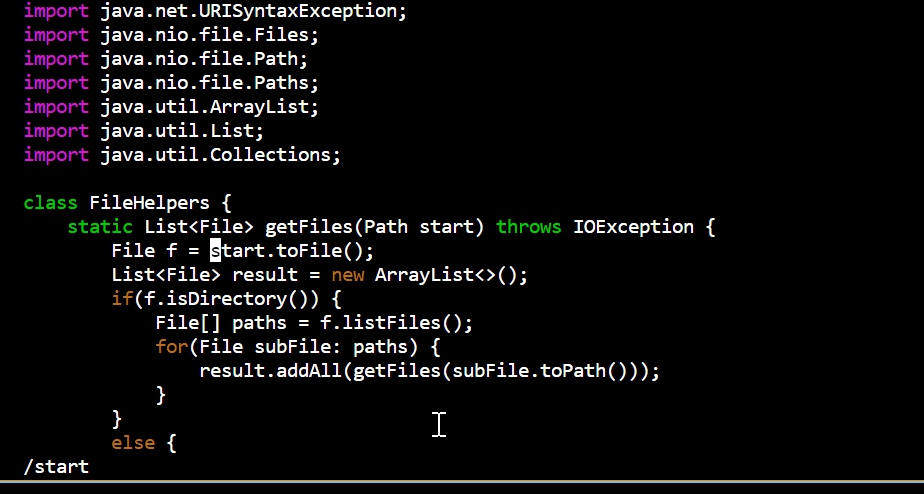 import java.net.URISyntaxException;
import java.nio.file.Files;
import java.nio.file.Path;
import java.nio.file.Paths;
import java.util.ArrayList;
import java.util.List;
import java.util.Collections;

class FileHelpers {
    static List<File> getFiles(Path start) throws IOException {
        File f = start.toFile();
        List<File> result = new ArrayList<>();
        if(f.isDirectory()) {
            File[] paths = f.listFiles();
            for(File subFile: paths) {
                result.addAll(getFiles(subFile.toPath()));
            }
        }
        else {
/start